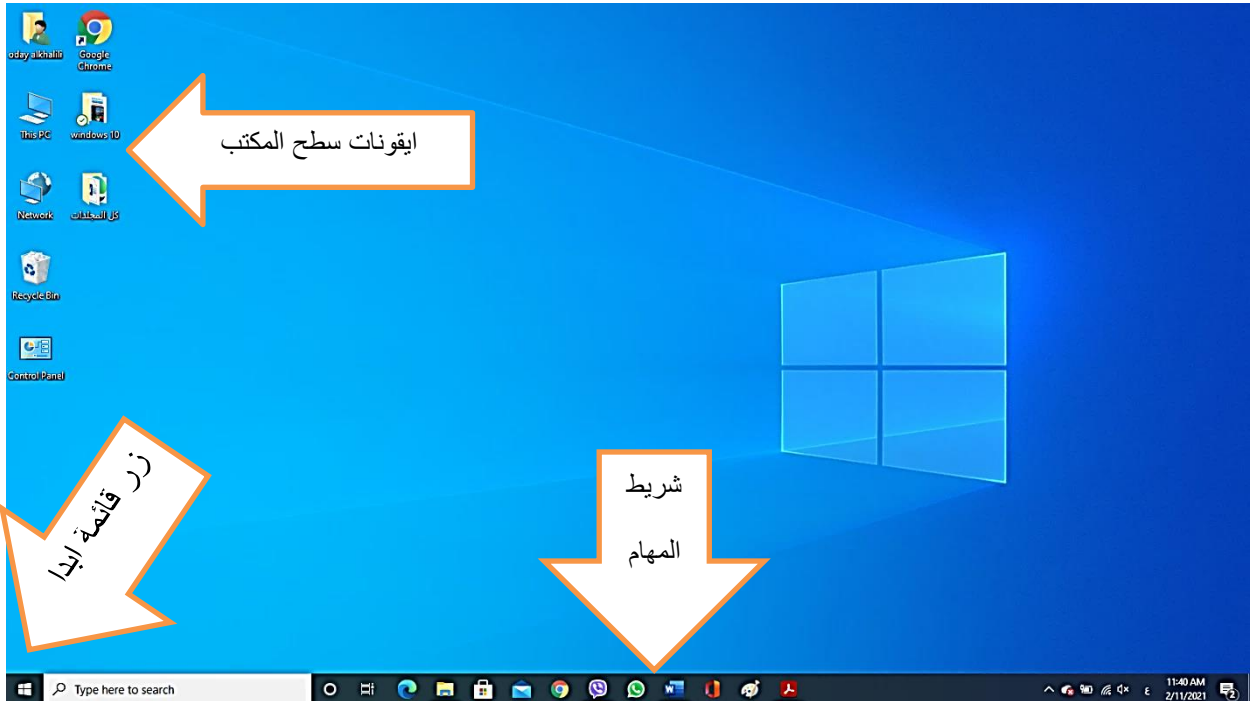 oday alkhalili
Google
Chrome
ايقونات سطح المكتب
This PC
windows 10
Network
كل المجلدات
Recycle Bin
Control Panel
زر قائمة ابدا
شريط
المهام
Type here to search
ع
11:40 AM
2/11/2021
2